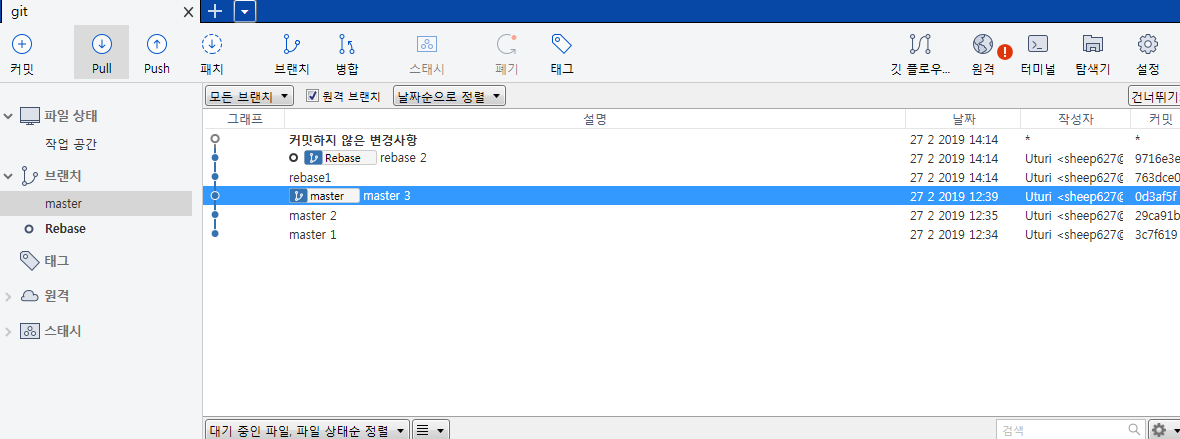 git
커밋 Pull Push 패치 브랜치 병합 스태시 폐기 태그 깃 플로우... 원격 터미널 탐색기 설정
모든 브랜치 원격 브랜치 날짜순으로 정렬 건너뛰기
파일 상태
작업 공간
브랜치
master
Rebase
태그
원격
스태시
그래프 설명 날짜 작성자 커밋
커밋하지 않은 변경사항 27 2 2019 14:14 * *
Rebase rebase 2 27 2 2019 14:14 Uturi <sheep627@ 9716e3e
rebase1 27 2 2019 14:14 Uturi <sheep627@ 763dce0
master master 3 27 2 2019 12:39 Uturi <sheep627@ 0d3af5f
master 2 27 2 2019 12:35 Uturi <sheep627@ 29ca91b
master 1 27 2 2019 12:34 Uturi <sheep627@ 3c7f619
대기 중인 파일, 파일 상태순 정렬 검색